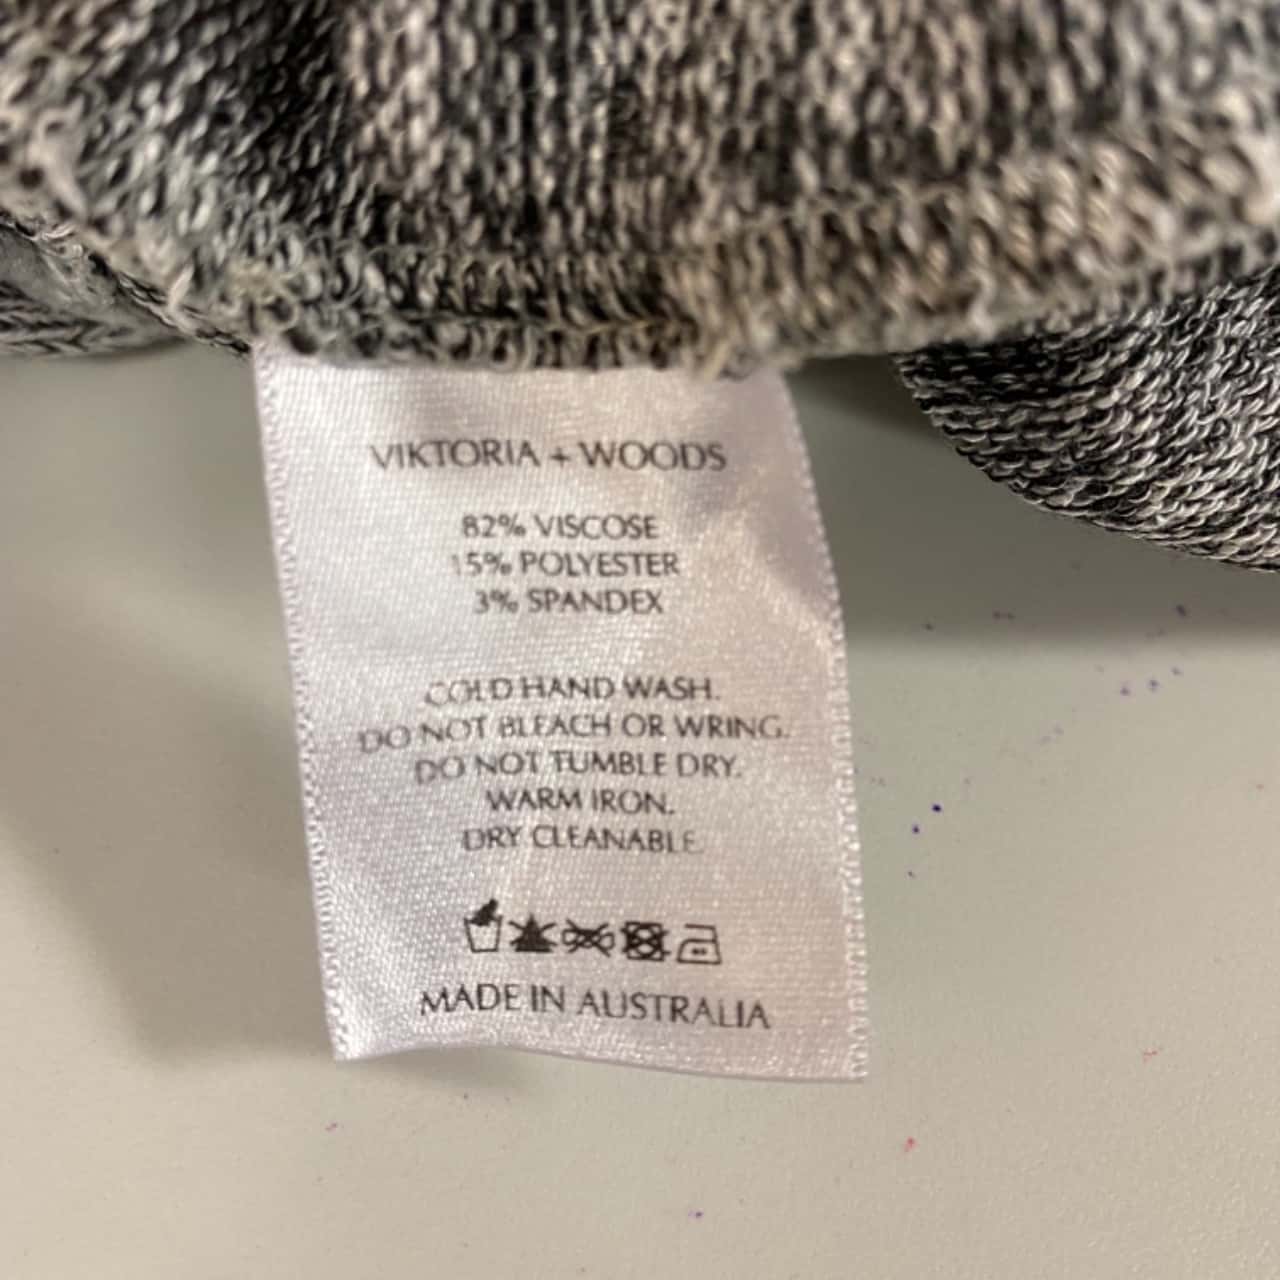 VIKTORIA + WOODS
82% VISCOSE
15% POLYESTER
3% SPANDEX
COLD HAND WASH.
DO NOT BLEACH OR WRING.
DO NOT TUMBLE DRY.
WARM IRON.
DRY CLEANABLE
MADE IN AUSTRALIA